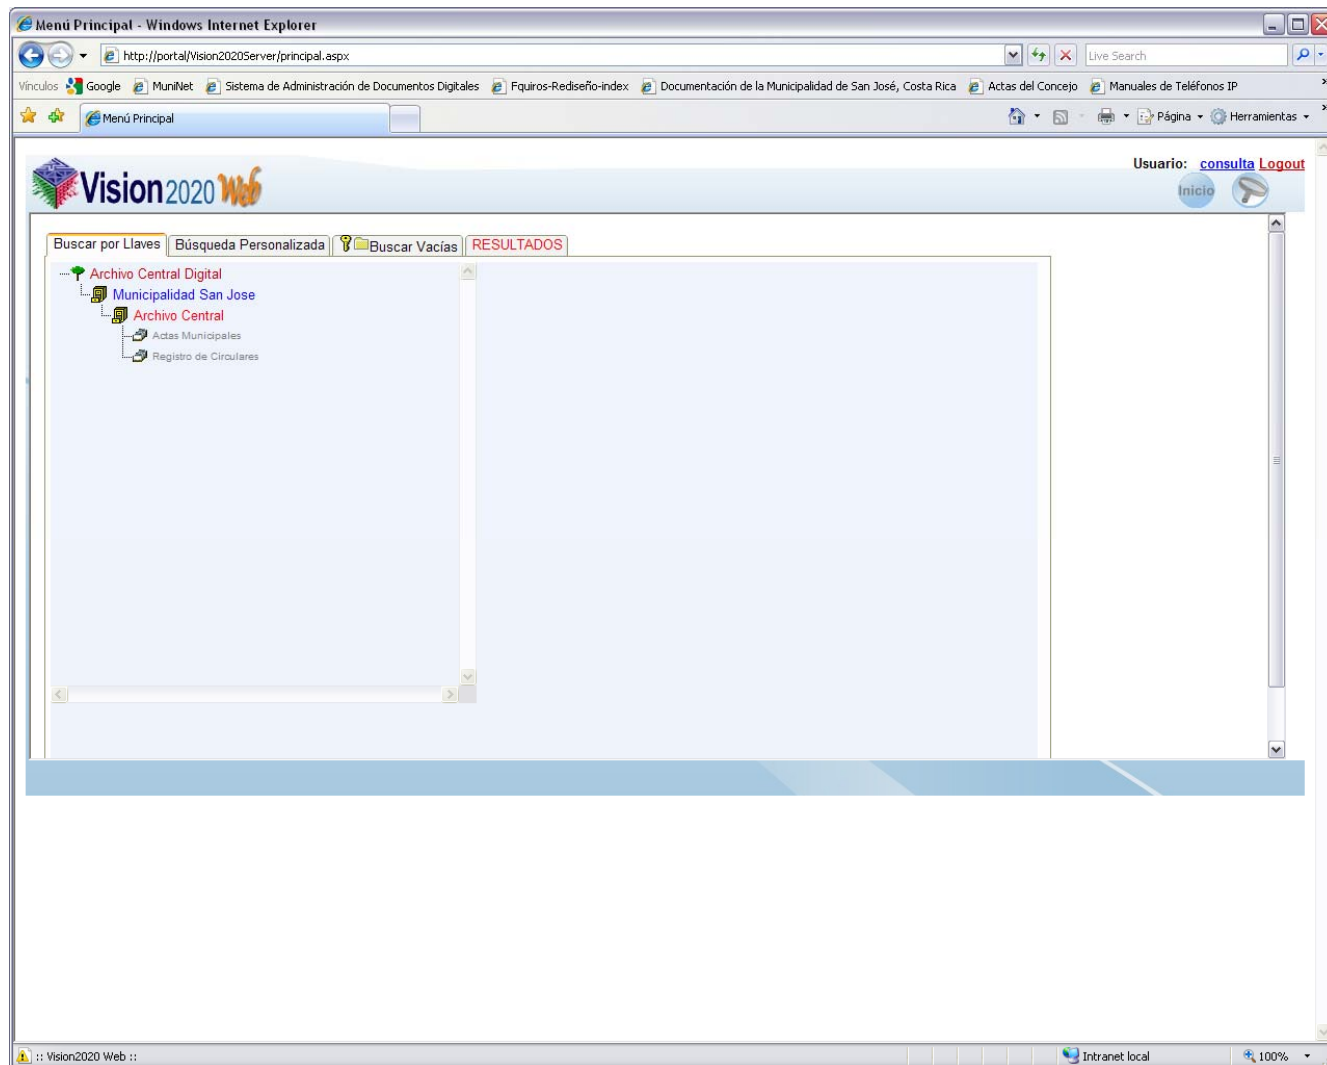 Menú Principal - Windows Internet Explorer
http://portal/Vision2020Server/principal.aspx
Live Search
Vínculos Google MuniNet Sistema de Administración de Documentos Digitales Fquiros-Rediseño-index Documentación de la Municipalidad de San José, Costa Rica Actas del Concejo Manuales de Teléfonos IP »
Menú Principal Página Herramientas »
Usuario: consulta Logout
Vision2020 Web
Inicio
Buscar por Llaves Búsqueda Personalizada Buscar Vacías RESULTADOS
Archivo Central Digital
Municipalidad San Jose
Archivo Central
Actas Municipales
Registro de Circulares
:: Vision2020 Web :: Intranet local 100%